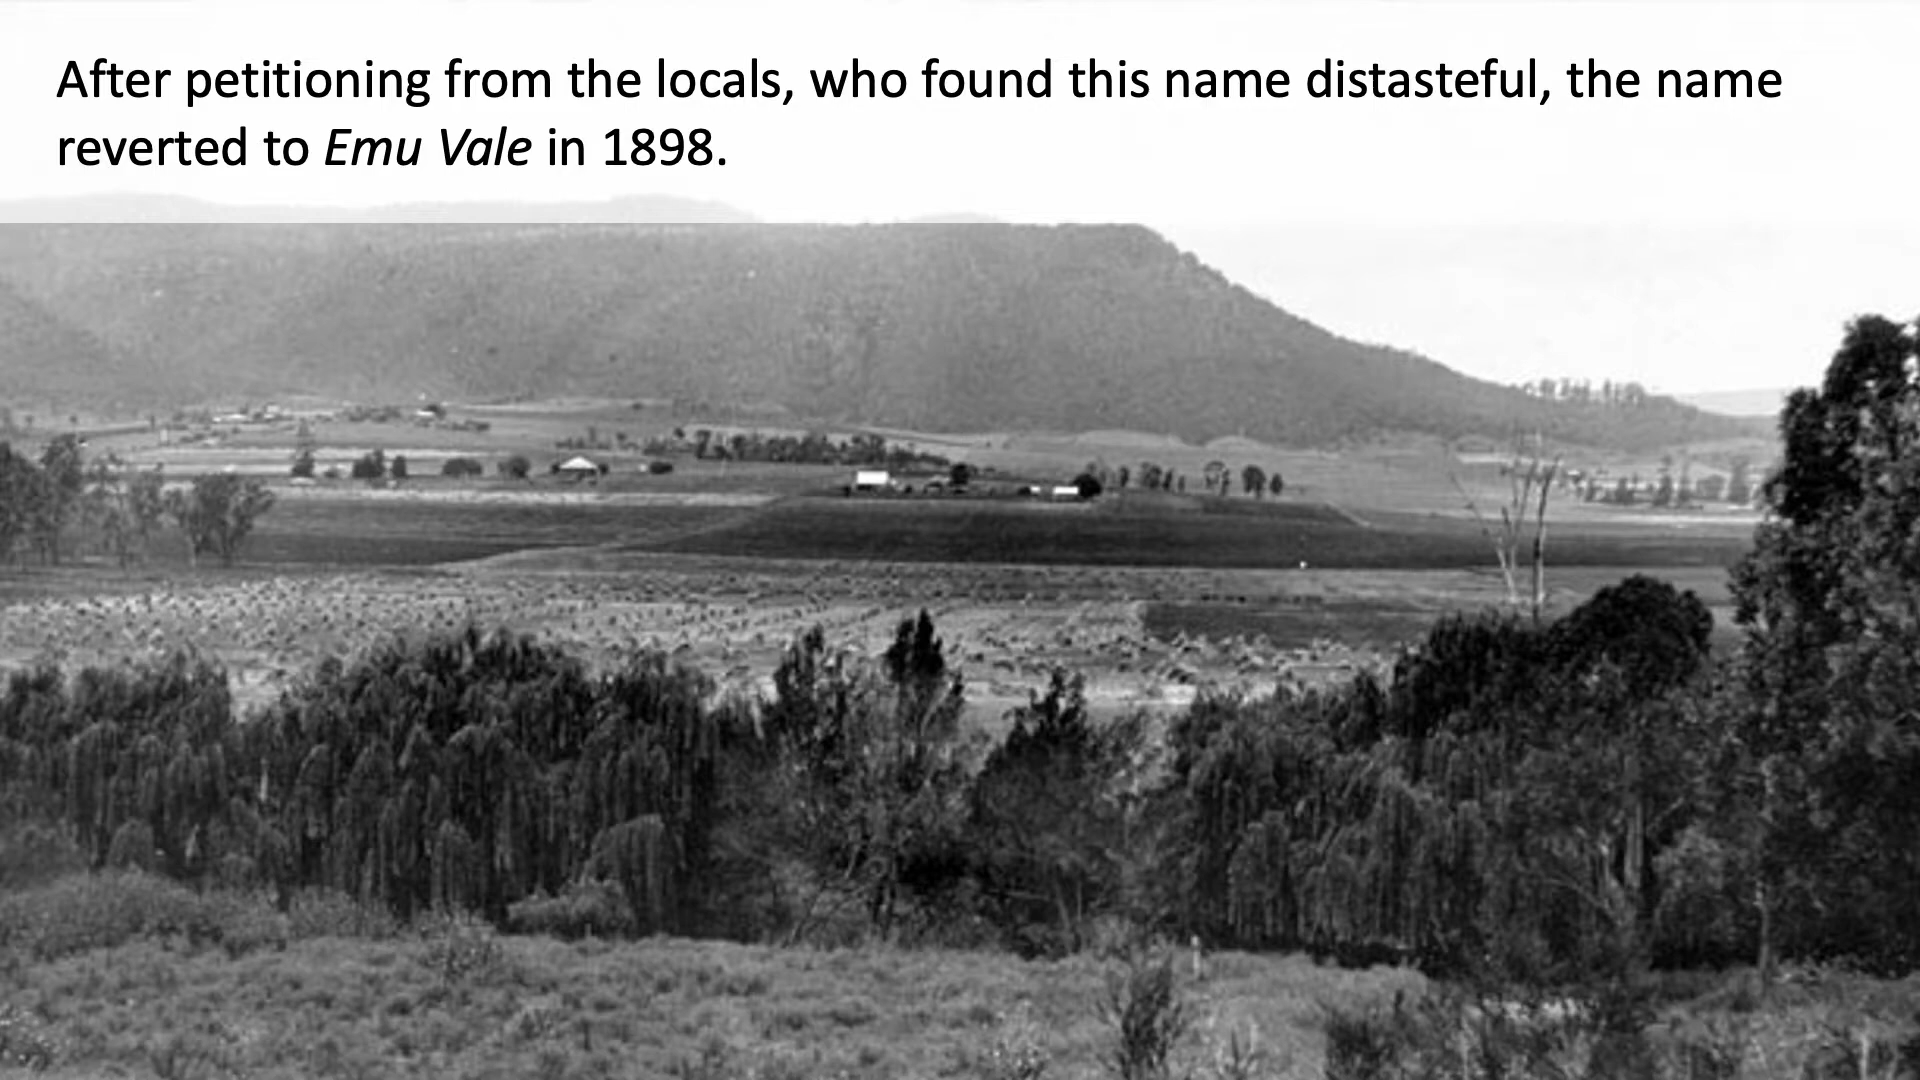 After petitioning from the locals, who found this name distasteful, the name
reverted to Emu Vale in 1898.